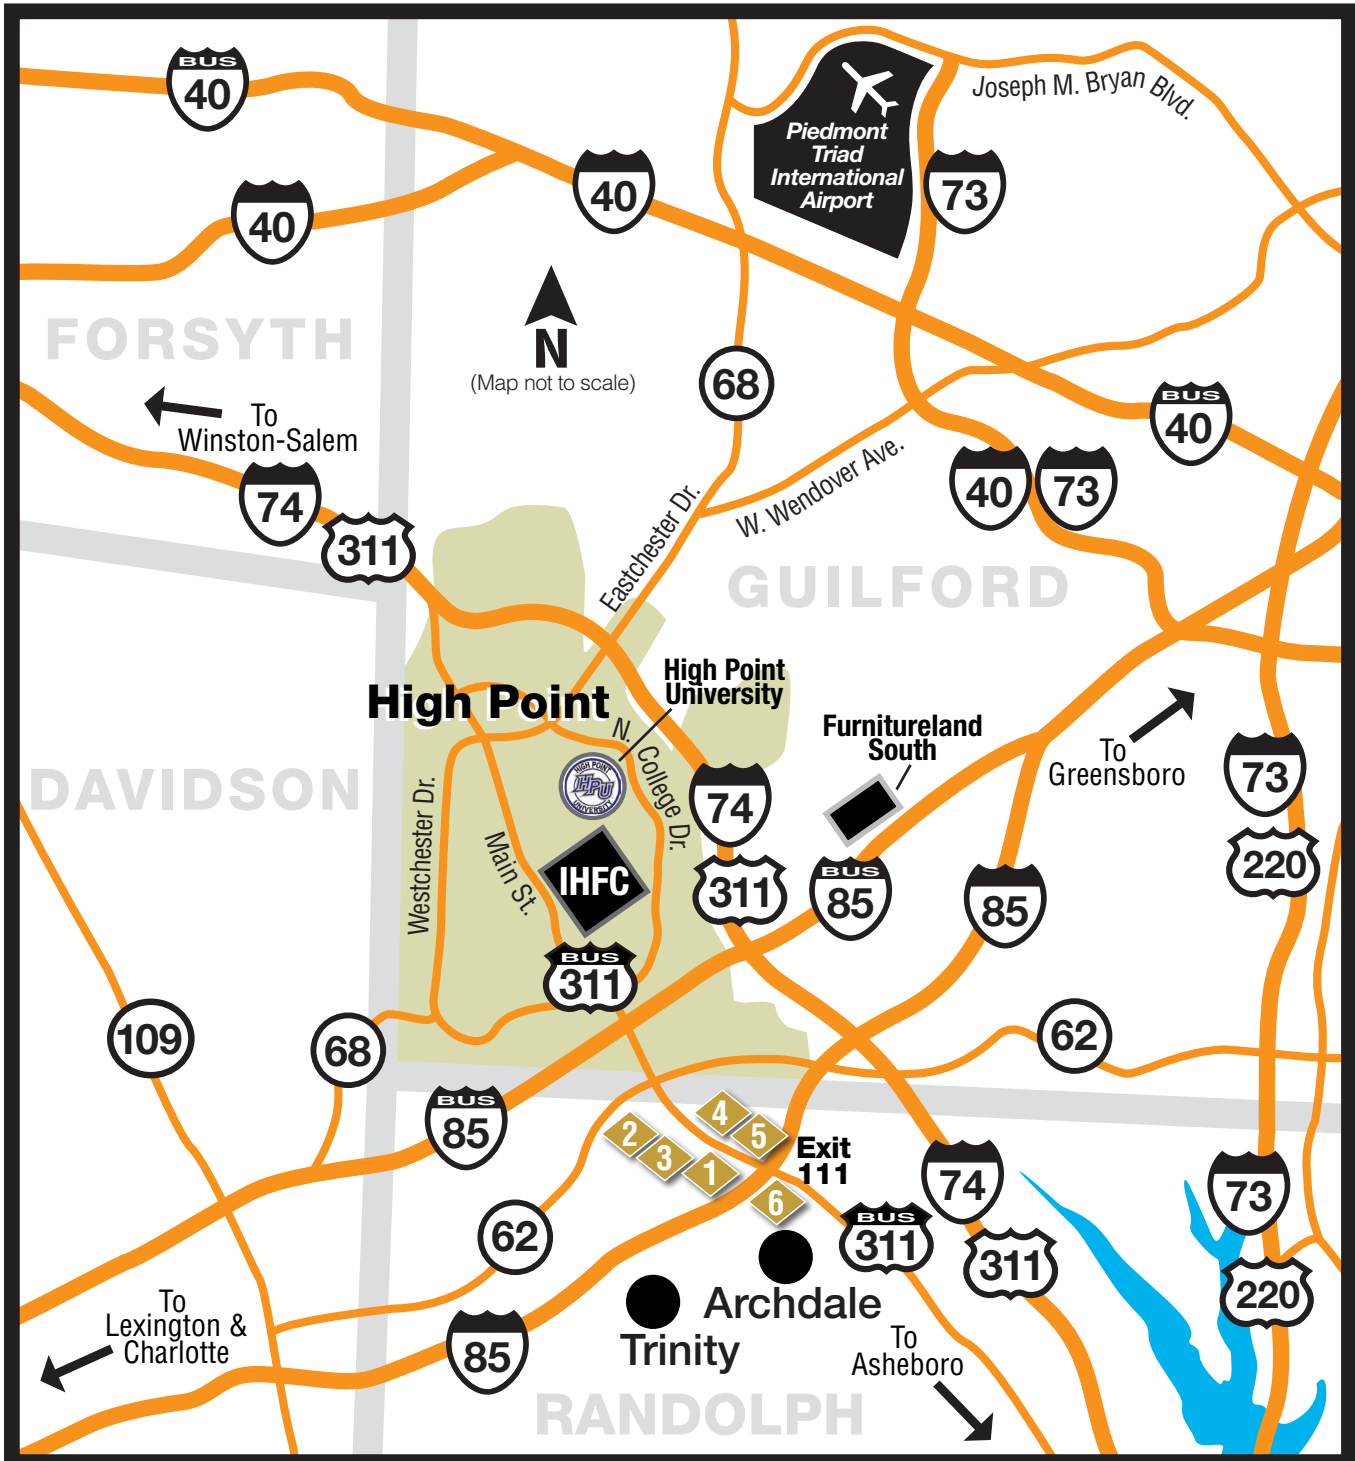 BUS
40
Joseph M. Bryan Blvd.
Piedmont
Triad
International
Airport
40
40
73
FORSYTH
N
(Map not to scale)
68
BUS
40
To
Winston-Salem
74
311
W. Wendover Ave.
40
73
Eastchester Dr.
GUILFORD
High Point
University
High Point
N. College Dr.
Furnitureland
South
To
Greensboro
DAVIDSON
HIGH POINT
HPU
UNIVERSITY
74
73
Westchester Dr.
Main St.
IHFC
311
BUS
85
85
220
BUS
311
109
68
62
BUS
85
4
2
5
3
1
Exit
111
6
74
73
62
BUS
311
311
220
To
Lexington &
Charlotte
Archdale
Trinity
85
To
Asheboro
RANDOLPH